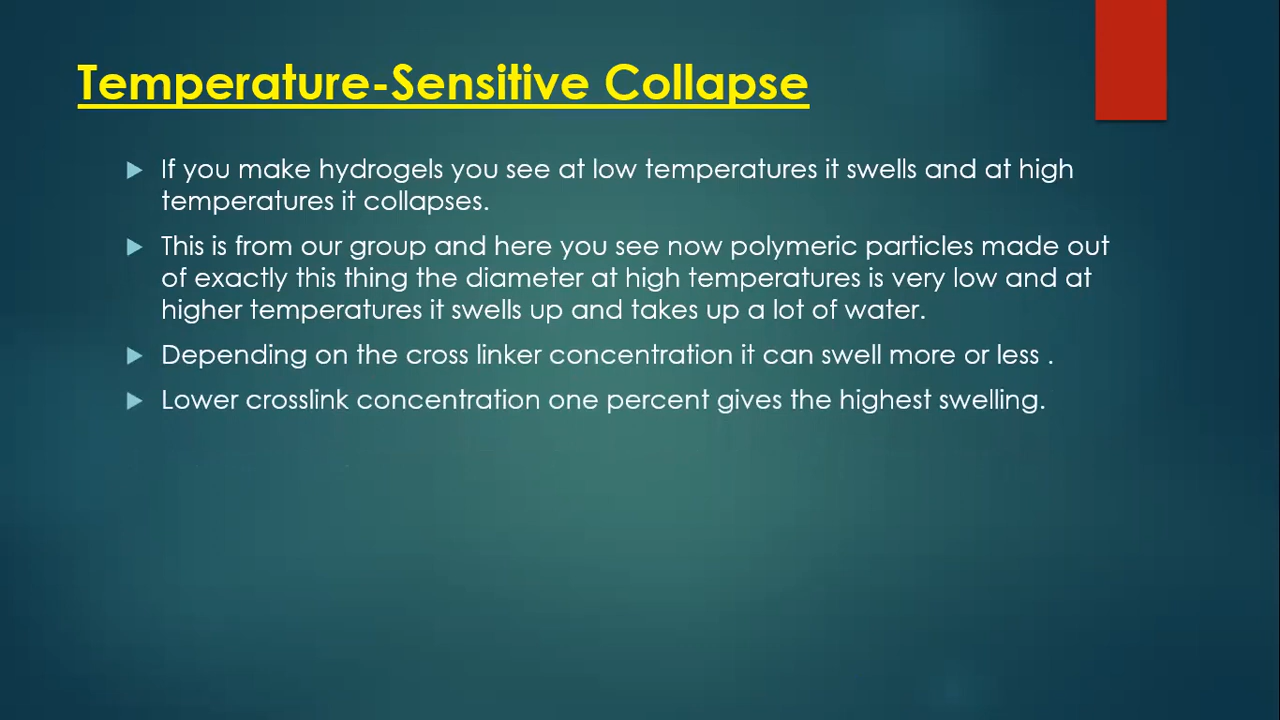 Temperature-Sensitive Collapse
If you make hydrogels you see at low temperatures it swells and at high
temperatures it collapses.
This is from our group and here you see now polymeric particles made out
of exactly this thing the diameter at high temperatures is very low and at
higher temperatures it swells up and takes up a lot of water.
Depending on the cross linker concentration it can swell more or less .
Lower crosslink concentration one percent gives the highest swelling.